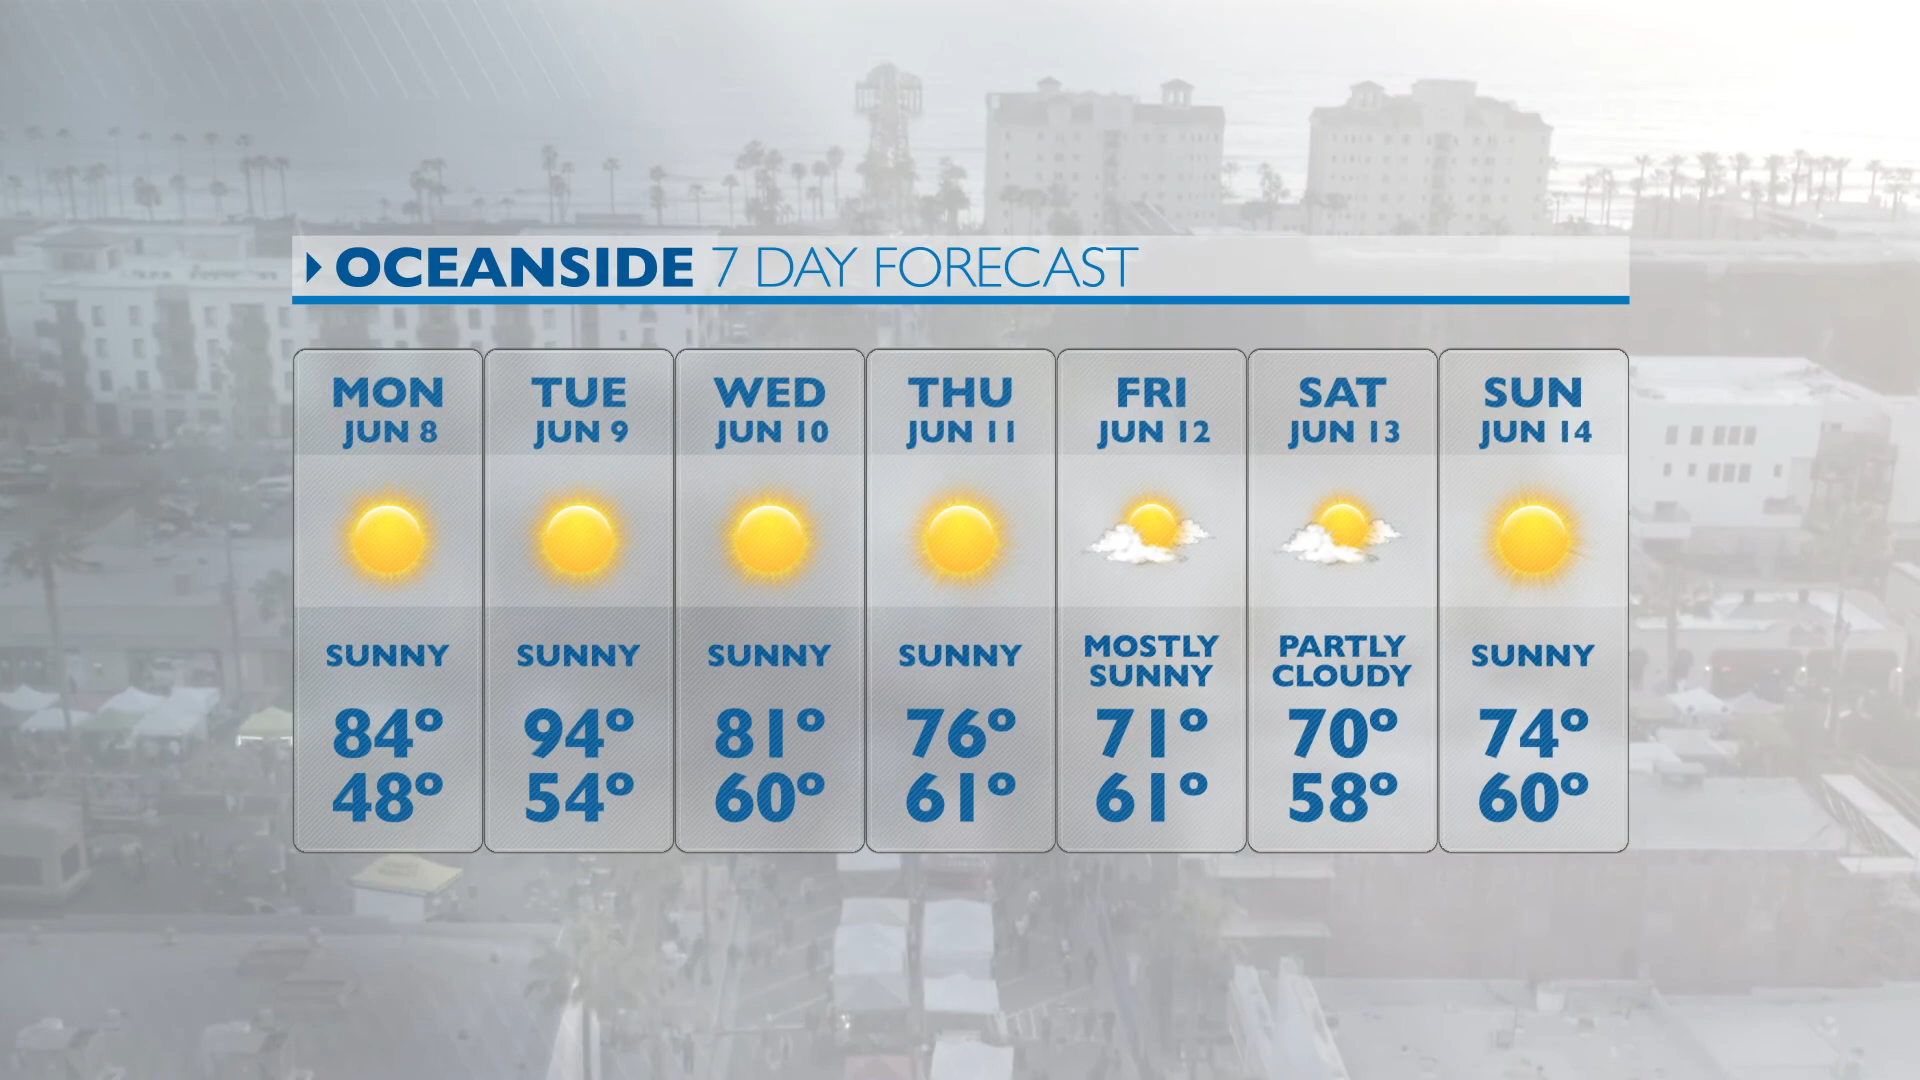 OCEANSIDE 7 DAY FORECAST
MON
JUN 8
SUNNY
84°
48°
TUE
JUN 9
SUNNY
94°
54°
WED
JUN 10
SUNNY
81°
60°
THU
JUN 11
SUNNY
76°
61°
FRI
JUN 12
MOSTLY
SUNNY
71°
61°
SAT
JUN 13
PARTLY
CLOUDY
70°
58°
SUN
JUN 14
SUNNY
74°
60°